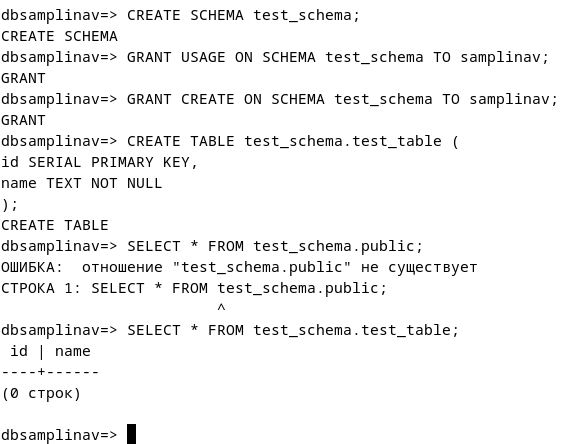 dbsamplinav=> CREATE SCHEMA test_schema;
CREATE SCHEMA
dbsamplinav=> GRANT USAGE ON SCHEMA test_schema TO samplinav;
GRANT
dbsamplinav=> GRANT CREATE ON SCHEMA test_schema TO samplinav;
GRANT
dbsamplinav=> CREATE TABLE test_schema.test_table (
id SERIAL PRIMARY KEY,
name TEXT NOT NULL
);
CREATE TABLE
dbsamplinav=> SELECT * FROM test_schema.public;
ОШИБКА:  отношение "test_schema.public" не существует
СТРОКА 1: SELECT * FROM test_schema.public;
                        ^
dbsamplinav=> SELECT * FROM test_schema.test_table;
 id | name
----+------
(0 строк)
dbsamplinav=>